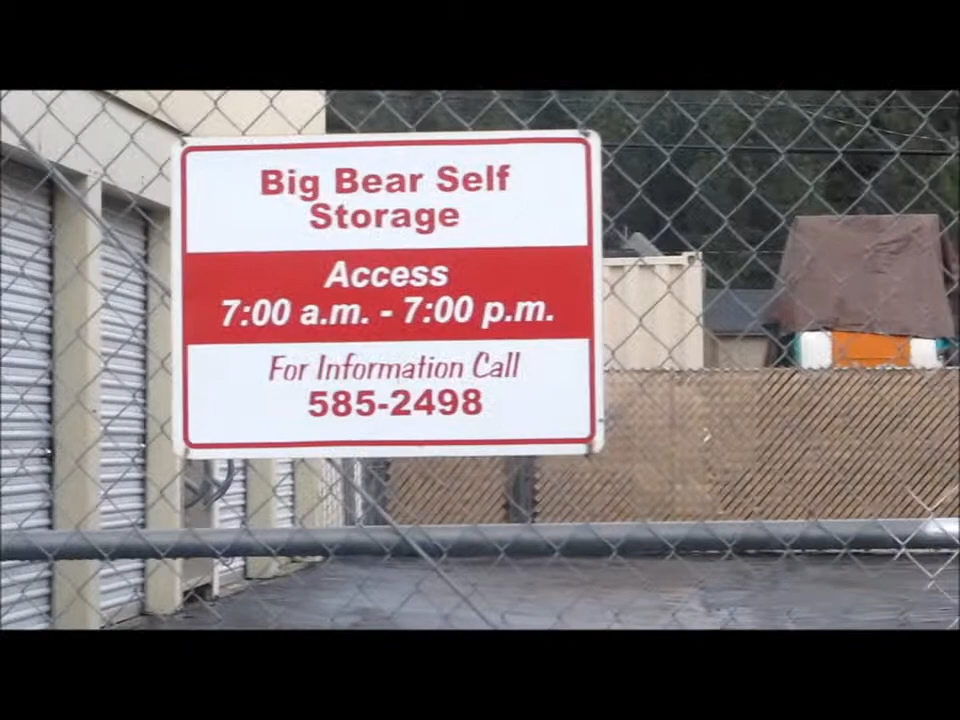 Big Bear Self
Storage
Access
7:00 a.m. - 7:00 p.m.
For Information Call
585-2498